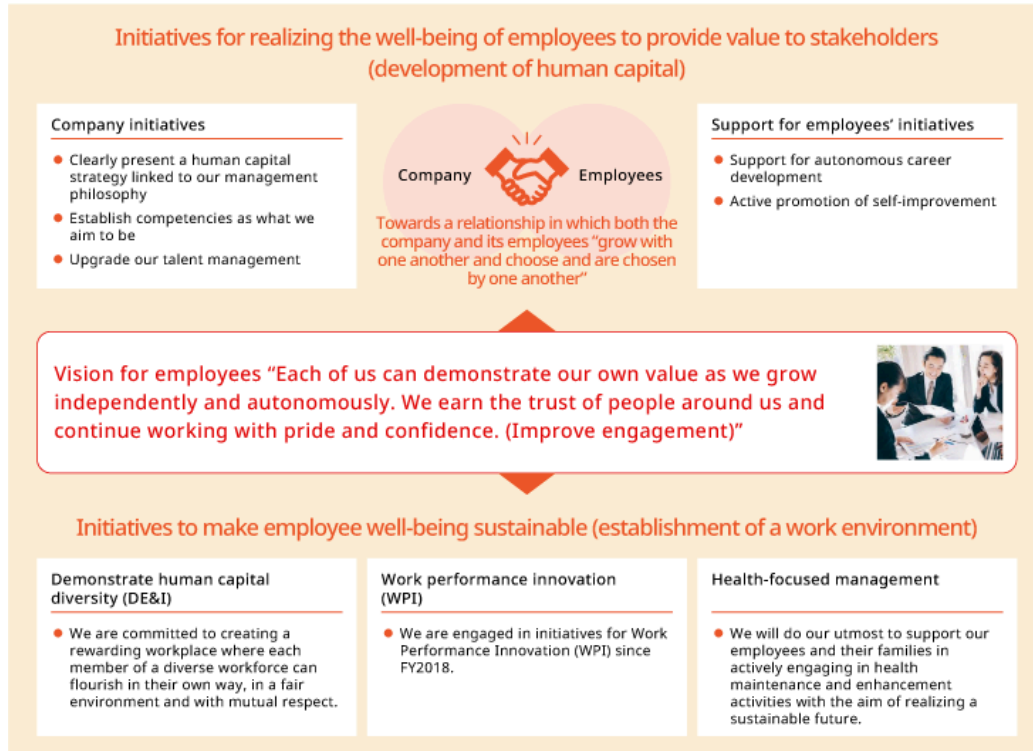 Initiatives for realizing the well-being of employees to provide value to stakeholders
(development of human capital)
Company initiatives
● Clearly present a human capital
strategy linked to our management
philosophy
● Establish competencies as what we
aim to be
● Upgrade our talent management
Company
Employees
Towards a relationship in which both the
company and its employees “grow with
one another and choose and are chosen
by one another”
Support for employees’ initiatives
● Support for autonomous career
development
● Active promotion of self-improvement
Vision for employees “Each of us can demonstrate our own value as we grow
independently and autonomously. We earn the trust of people around us and
continue working with pride and confidence. (Improve engagement)”
Initiatives to make employee well-being sustainable (establishment of a work environment)
Demonstrate human capital
diversity (DE&I)
● We are committed to creating a
rewarding workplace where each
member of a diverse workforce can
flourish in their own way, in a fair
environment and with mutual respect.
Work performance innovation
(WPI)
● We are engaged in initiatives for Work
Performance Innovation (WPI) since
FY2018.
Health-focused management
● We will do our utmost to support our
employees and their families in
actively engaging in health
maintenance and enhancement
activities with the aim of realizing a
sustainable future.